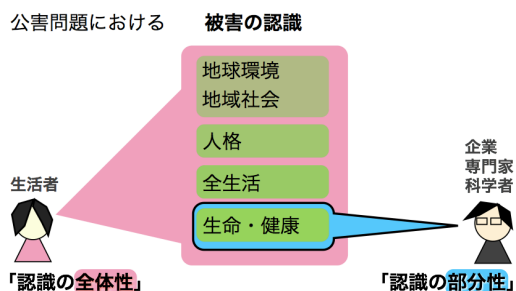 公害問題における 被害の認識
地球環境
地域社会
人格
全生活
生命・健康
生活者
企業
専門家
科学者
「認識の全体性」
「認識の部分性」